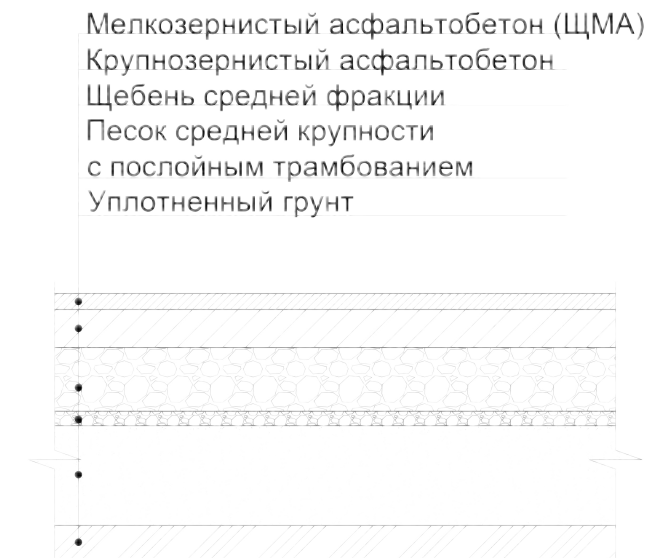 Мелкозернистый асфальтобетон (ЩМА)
Крупнозернистый асфальтобетон
Щебень средней фракции
Песок средней крупности
с послойным трамбованием
Уплотненный грунт